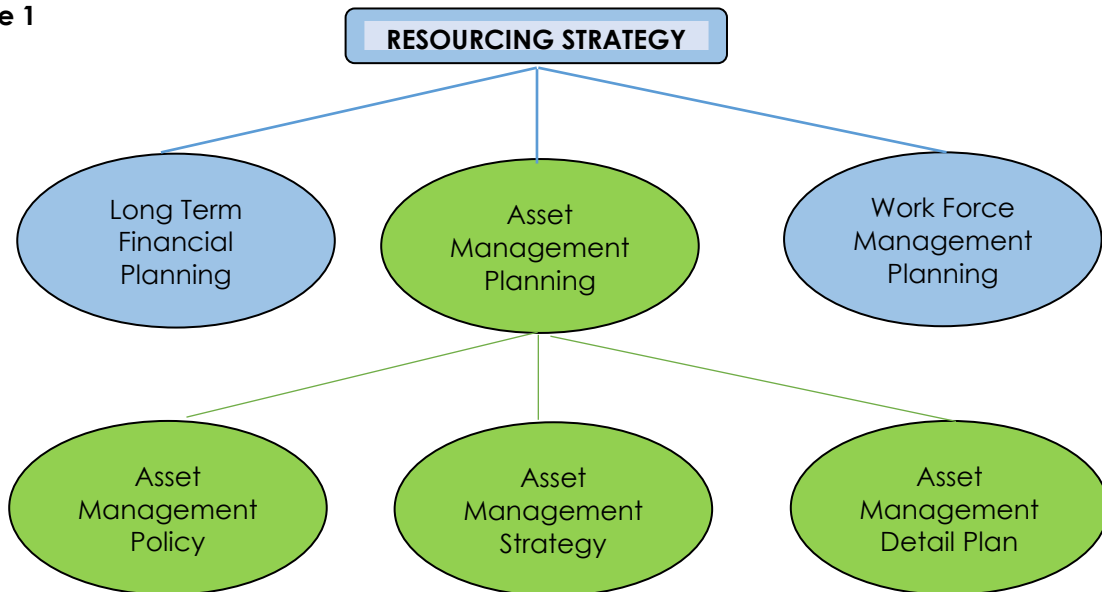 e 1
RESOURCING STRATEGY
Long Term
Financial
Planning
Asset
Management
Planning
Work Force
Management
Planning
Asset
Management
Policy
Asset
Management
Strategy
Asset
Management
Detail Plan